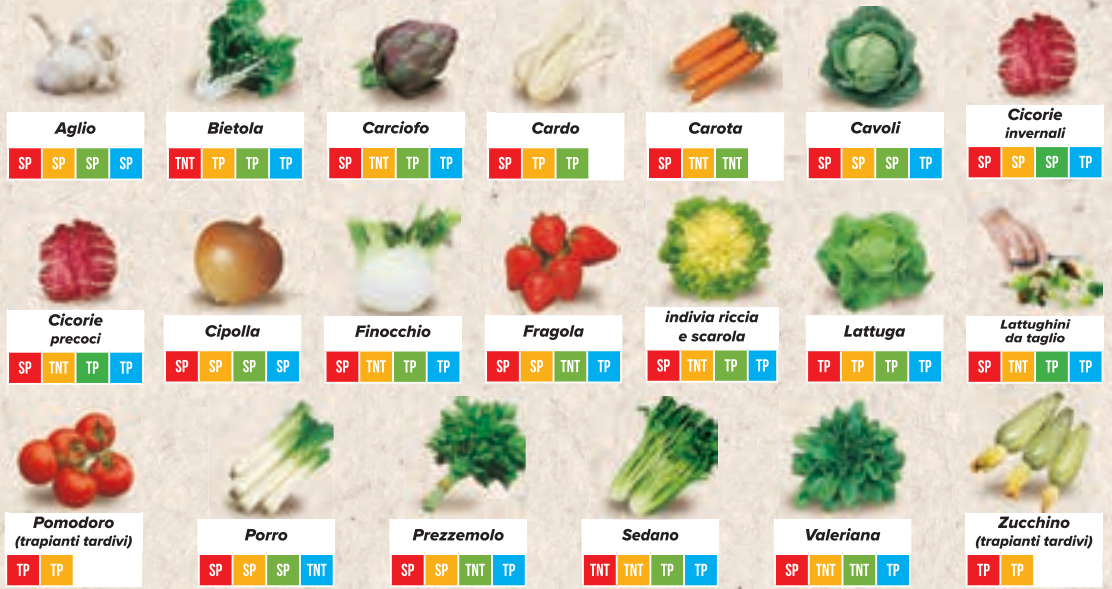 Aglio
SP SP SP SP
Bietola
TNT TP TP TP
Carciofo
SP TNT TP TP
Cardo
SP TP TP
Carota
SP TNT TNT
Cavoli
SP SP SP TP
Cicorie
invernali
SP SP SP TP
Cicorie
precoci
SP TNT TP TP
Cipolla
SP SP SP SP
Finocchio
SP TNT TP TP
Fragola
SP SP TNT TP
indivia riccia
e scarola
SP TNT TP TP
Lattuga
TP TP TP TP
Lattughini
da taglio
SP TNT TP TP
Pomodoro
(trapianti tardivi)
TP TP
Porro
SP SP SP TNT
Prezzemolo
SP SP TNT TP
Sedano
TNT TNT TP TP
Valeriana
SP TNT TNT TP
Zucchino
(trapianti tardivi)
TP TP